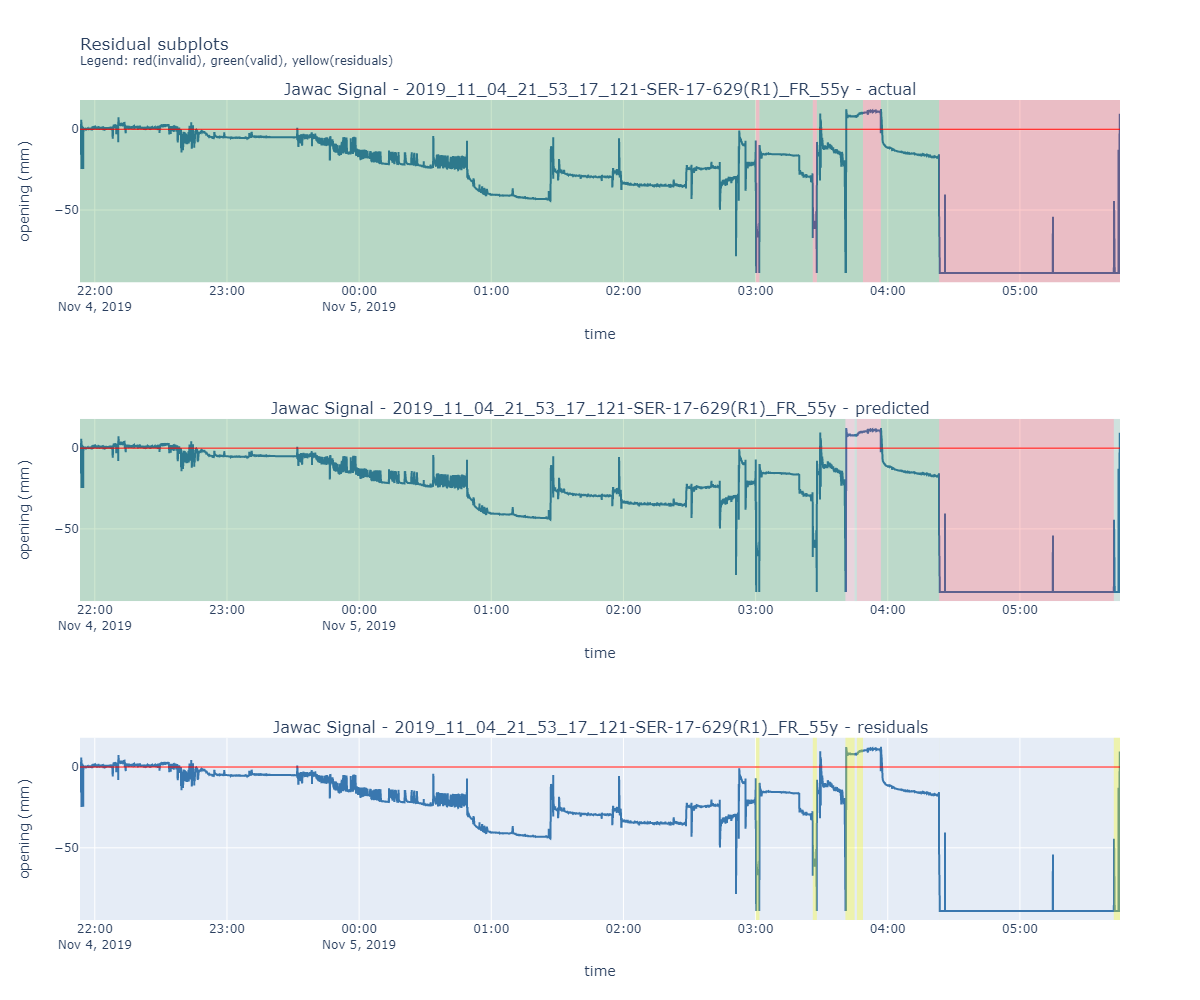 Residual subplots
Legend: red(invalid), green(valid), yellow(residuals)
Jawac Signal - 2019_11_04_21_53_17_121-SER-17-629(R1)_FR_55y - actual
opening (mm)
0
−50
22:00 23:00 00:00 01:00 02:00 03:00 04:00 05:00
Nov 4, 2019 Nov 5, 2019
time
Jawac Signal - 2019_11_04_21_53_17_121-SER-17-629(R1)_FR_55y - predicted
opening (mm)
0
−50
22:00 23:00 00:00 01:00 02:00 03:00 04:00 05:00
Nov 4, 2019 Nov 5, 2019
time
Jawac Signal - 2019_11_04_21_53_17_121-SER-17-629(R1)_FR_55y - residuals
opening (mm)
0
−50
22:00 23:00 00:00 01:00 02:00 03:00 04:00 05:00
Nov 4, 2019 Nov 5, 2019
time